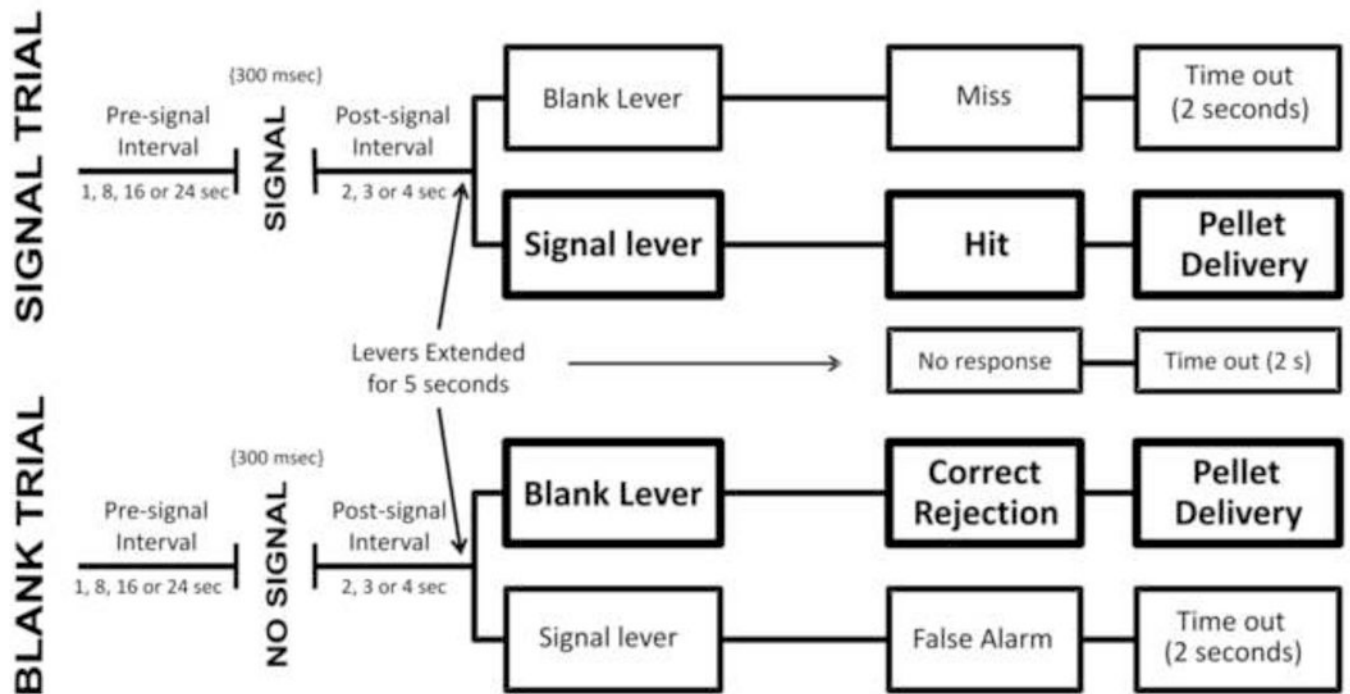 SIGNAL TRIAL
Pre-signal
Interval
1, 8, 16 or 24 sec
{300 msec}
SIGNAL
Post-signal
Interval
2, 3 or 4 sec
Blank Lever
Miss
Time out
(2 seconds)
Signal lever
Hit
Pellet
Delivery
Levers Extended
for 5 seconds
No response
Time out (2 s)
BLANK TRIAL
Pre-signal
Interval
1, 8, 16 or 24 sec
{300 msec}
NO SIGNAL
Post-signal
Interval
2, 3 or 4 sec
Blank Lever
Correct
Rejection
Pellet
Delivery
Signal lever
False Alarm
Time out
(2 seconds)